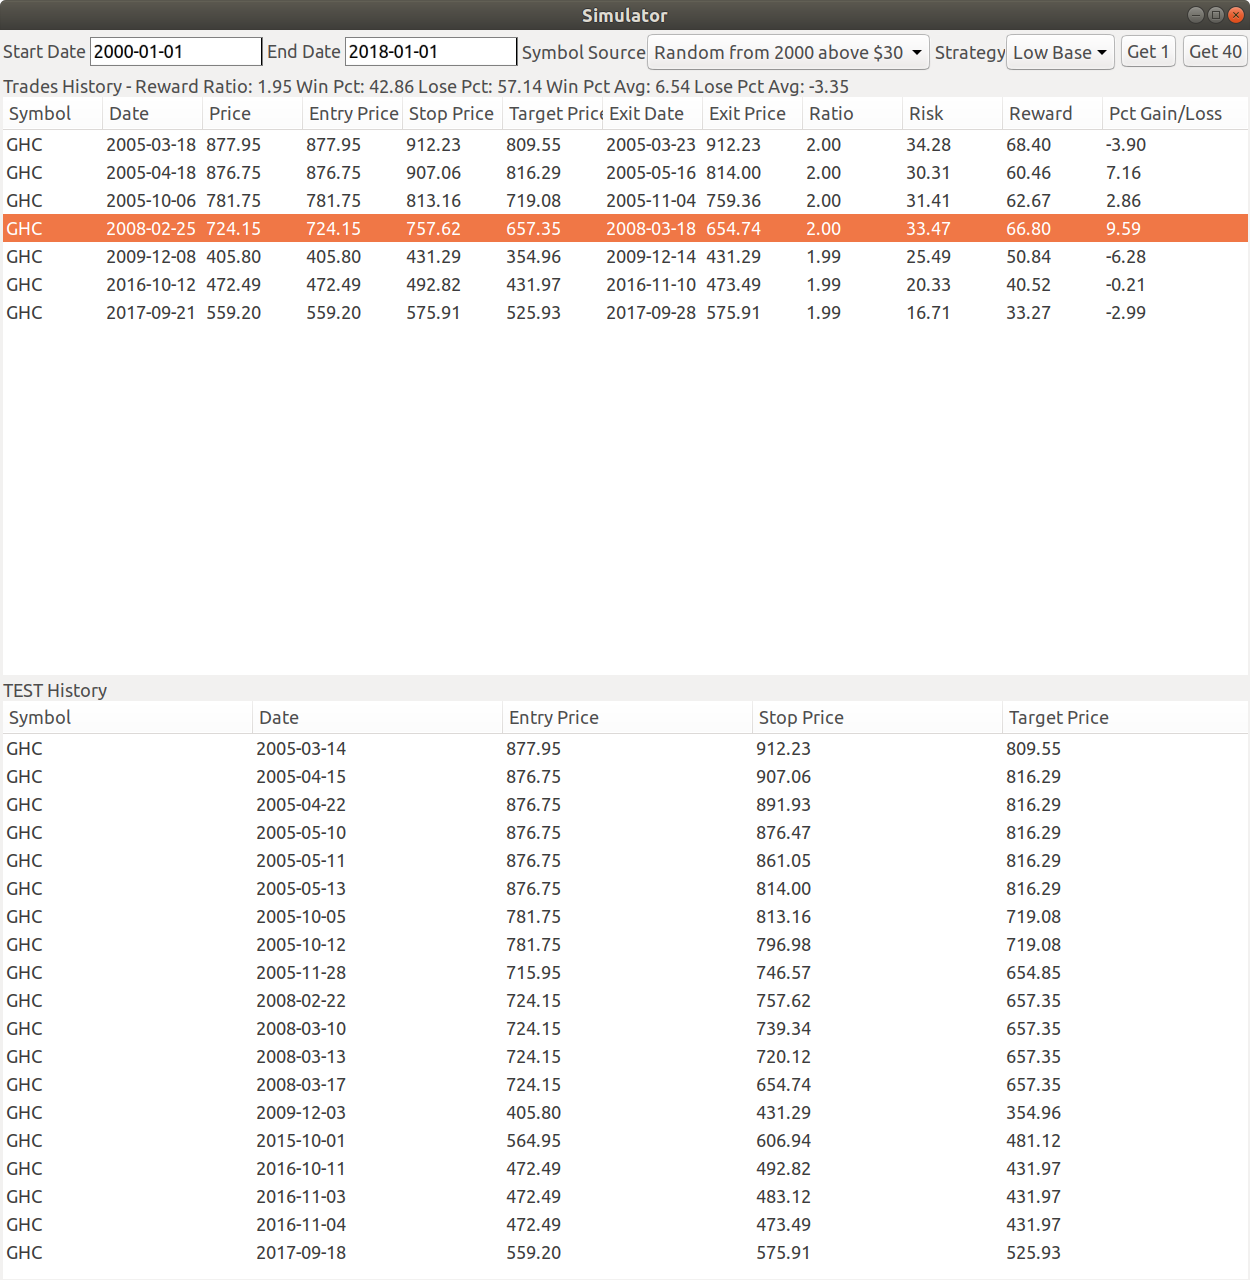 Simulator
Start Date 2000-01-01 End Date 2018-01-01 Symbol Source Random from 2000 above $30 Strategy Low Base Get 1 Get 40
Trades History - Reward Ratio: 1.95 Win Pct: 42.86 Lose Pct: 57.14 Win Pct Avg: 6.54 Lose Pct Avg: -3.35
Symbol Date Price Entry Price Stop Price Target Price Exit Date Exit Price Ratio Risk Reward Pct Gain/Loss
GHC 2005-03-18 877.95 877.95 912.23 809.55 2005-03-23 912.23 2.00 34.28 68.40 -3.90
GHC 2005-04-18 876.75 876.75 907.06 816.29 2005-05-16 814.00 2.00 30.31 60.46 7.16
GHC 2005-10-06 781.75 781.75 813.16 719.08 2005-11-04 759.36 2.00 31.41 62.67 2.86
GHC 2008-02-25 724.15 724.15 757.62 657.35 2008-03-18 654.74 2.00 33.47 66.80 9.59
GHC 2009-12-08 405.80 405.80 431.29 354.96 2009-12-14 431.29 1.99 25.49 50.84 -6.28
GHC 2016-10-12 472.49 472.49 492.82 431.97 2016-11-10 473.49 1.99 20.33 40.52 -0.21
GHC 2017-09-21 559.20 559.20 575.91 525.93 2017-09-28 575.91 1.99 16.71 33.27 -2.99
TEST History
Symbol Date Entry Price Stop Price Target Price
GHC 2005-03-14 877.95 912.23 809.55
GHC 2005-04-15 876.75 907.06 816.29
GHC 2005-04-22 876.75 891.93 816.29
GHC 2005-05-10 876.75 876.47 816.29
GHC 2005-05-11 876.75 861.05 816.29
GHC 2005-05-13 876.75 814.00 816.29
GHC 2005-10-05 781.75 813.16 719.08
GHC 2005-10-12 781.75 796.98 719.08
GHC 2005-11-28 715.95 746.57 654.85
GHC 2008-02-22 724.15 757.62 657.35
GHC 2008-03-10 724.15 739.34 657.35
GHC 2008-03-13 724.15 720.12 657.35
GHC 2008-03-17 724.15 654.74 657.35
GHC 2009-12-03 405.80 431.29 354.96
GHC 2015-10-01 564.95 606.94 481.12
GHC 2016-10-11 472.49 492.82 431.97
GHC 2016-11-03 472.49 483.12 431.97
GHC 2016-11-04 472.49 473.49 431.97
GHC 2017-09-18 559.20 575.91 525.93